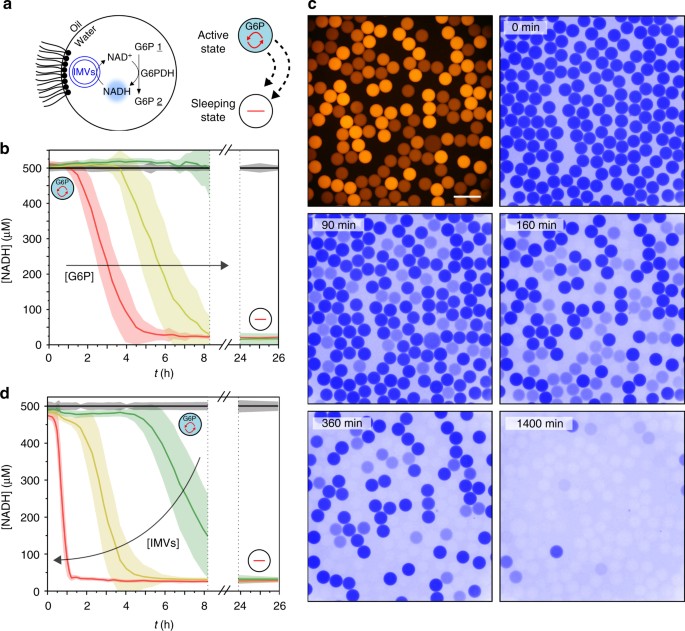 a
Oil
Water
IMVs
NAD⁺
G6P 1
G6PDH
NADH
G6P 2
Active
state
G6P
Sleeping
state
b
[NADH] (µM)
500
400
300
200
100
0
G6P
[G6P]
0 2 4 6 8 24 26
t (h)
c
0 min
90 min
160 min
360 min
1400 min
d
[NADH] (µM)
500
400
300
200
100
0
G6P
[IMVs]
0 2 4 6 8 24 26
t (h)